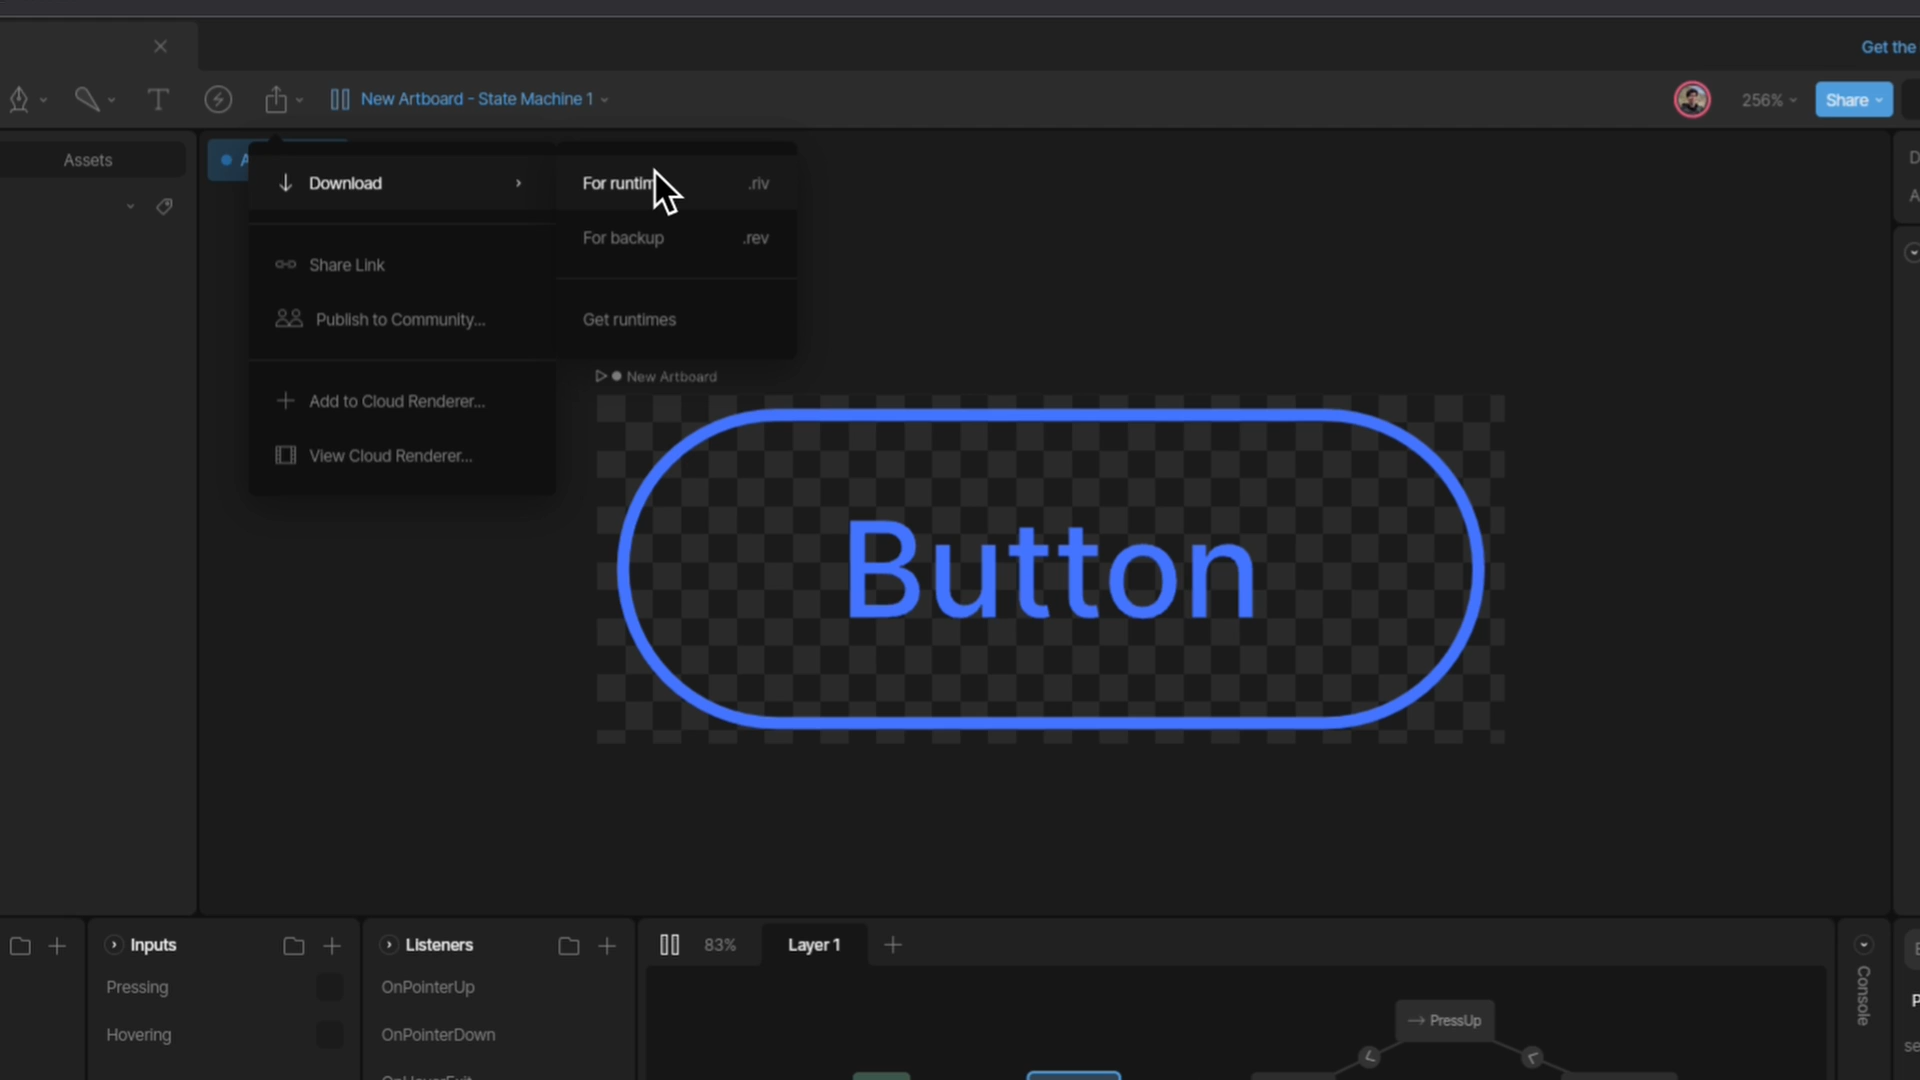 Get the
New Artboard - State Machine 1
256%
Share
Assets
Download
For .riv
For backup .rev
Share Link
Publish to Community...
Get runtimes
Add to Cloud Renderer...
View Cloud Renderer...
New Artboard
Button
Inputs
Listeners
83%
Layer 1
Pressing
OnPointerUp
Hovering
OnPointerDown
PressUp
Console